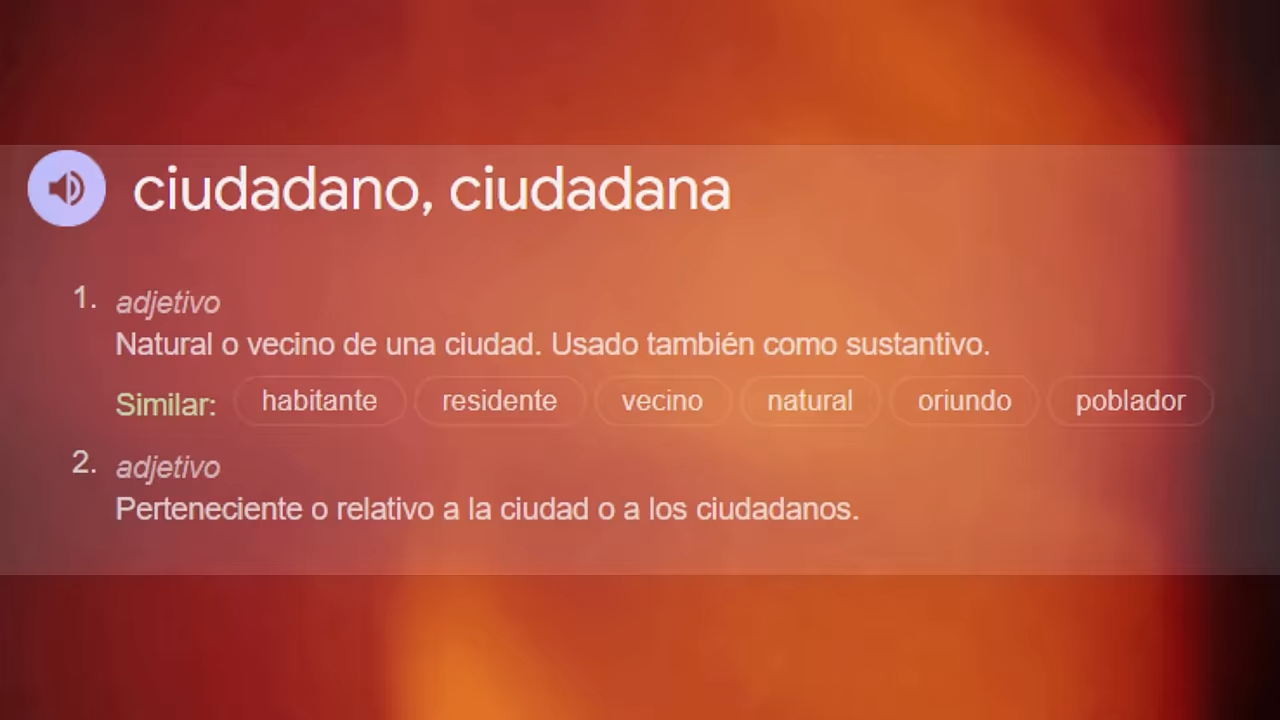 ciudadano, ciudadana
1. adjetivo
Natural o vecino de una ciudad. Usado también como sustantivo.
Similar: habitante residente vecino natural oriundo poblador
2. adjetivo
Perteneciente o relativo a la ciudad o a los ciudadanos.